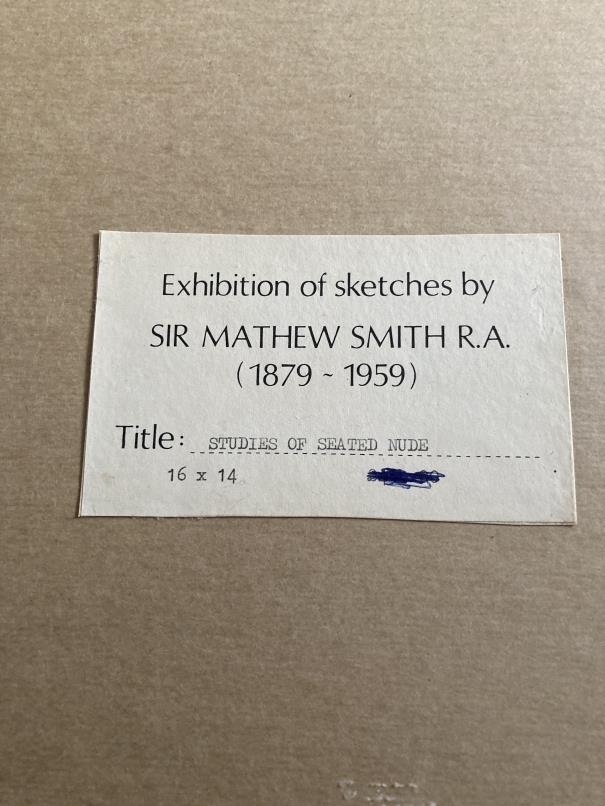 Exhibition of sketches by
SIR MATHEW SMITH R.A.
(1879 ~ 1959)
Title: STUDIES OF SEATED NUDE
16 x 14